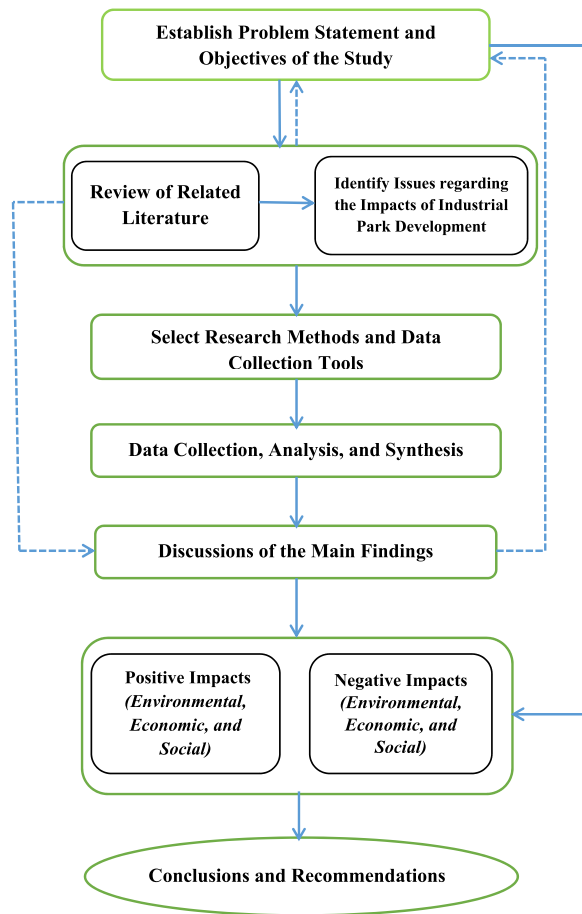 Establish Problem Statement and
Objectives of the Study
Review of Related
Literature
Identify Issues regarding
the Impacts of Industrial
Park Development
Select Research Methods and Data
Collection Tools
Data Collection, Analysis, and Synthesis
Discussions of the Main Findings
Positive Impacts
(Environmental,
Economic, and
Social)
Negative Impacts
(Environmental,
Economic, and
Social)
Conclusions and Recommendations